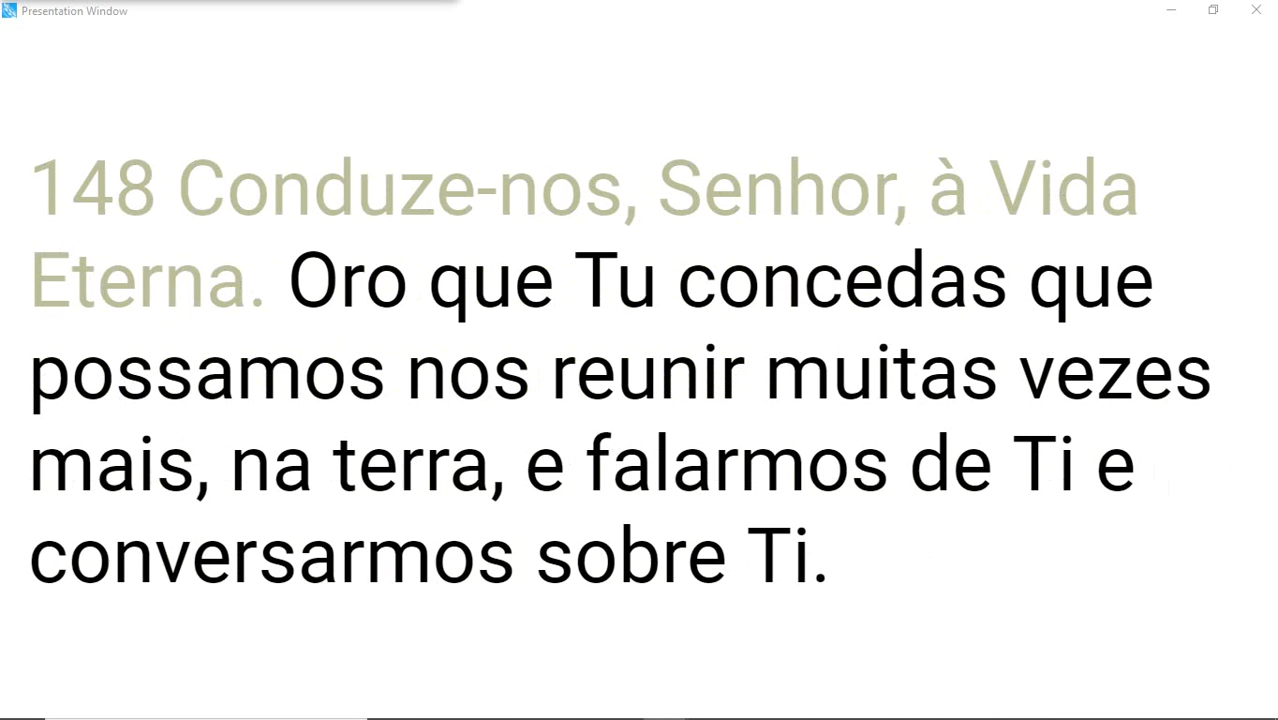 Presentation Window
148 Conduze-nos, Senhor, à Vida
Eterna. Oro que Tu concedas que
possamos nos reunir muitas vezes
mais, na terra, e falarmos de Ti e
conversarmos sobre Ti.